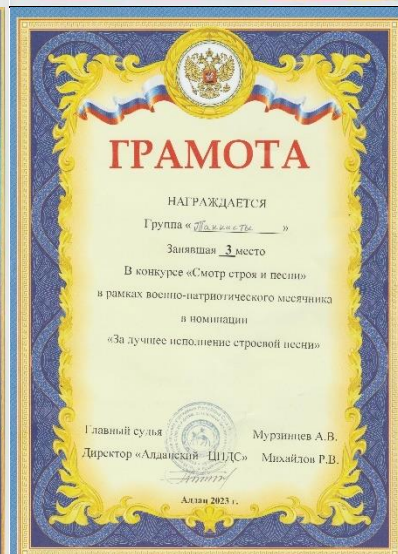 ГРАМОТА
НАГРАЖДАЕТСЯ
Группа «Танкисты»
Занявшая 3 место
В конкурсе «Смотр строя и песни»
в рамках военно-патриотического месячника
в номинации
«За лучшее исполнение строевой песни»
Главный судья Мурзинцев А.В.
Директор «Алданский ЦПДС» Михайлов Р.В.
Алдан 2023 г.